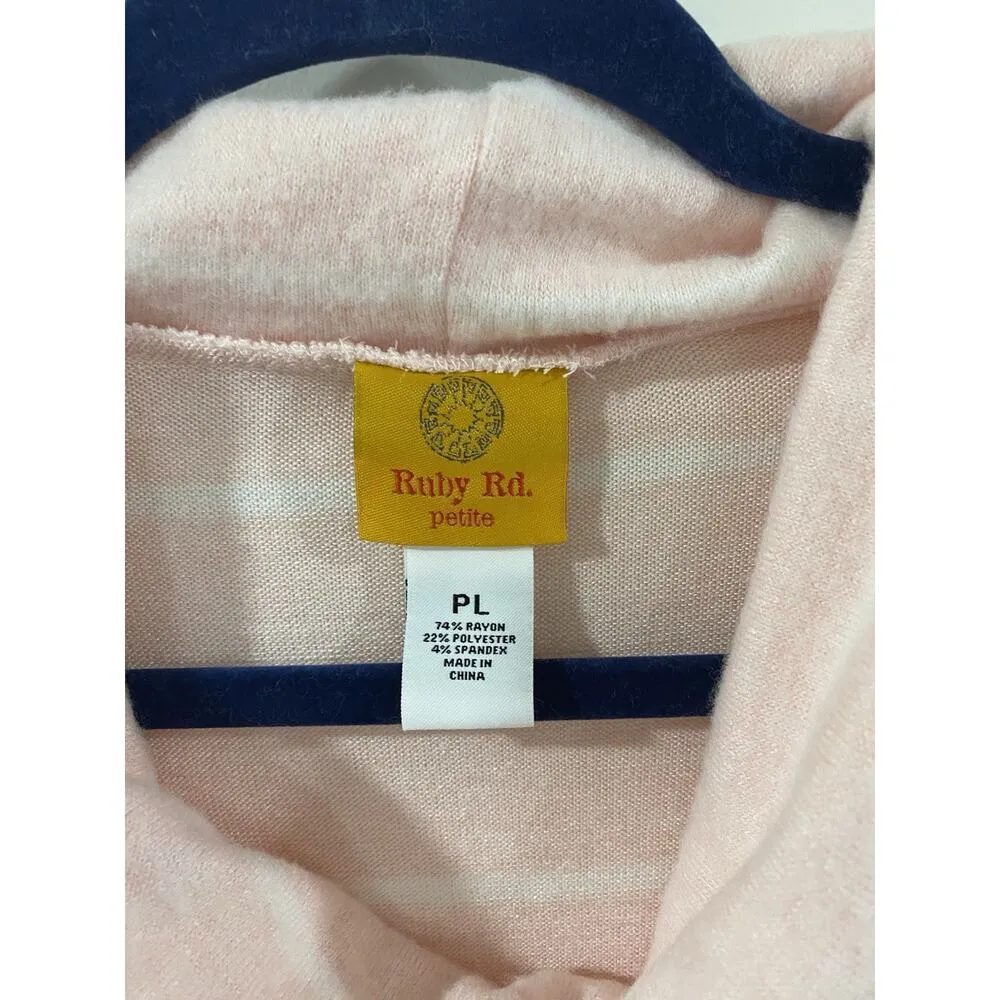 Ruby Rd.
petite
PL
74% RAYON
22% POLYESTER
4% SPANDEX
MADE IN
CHINA